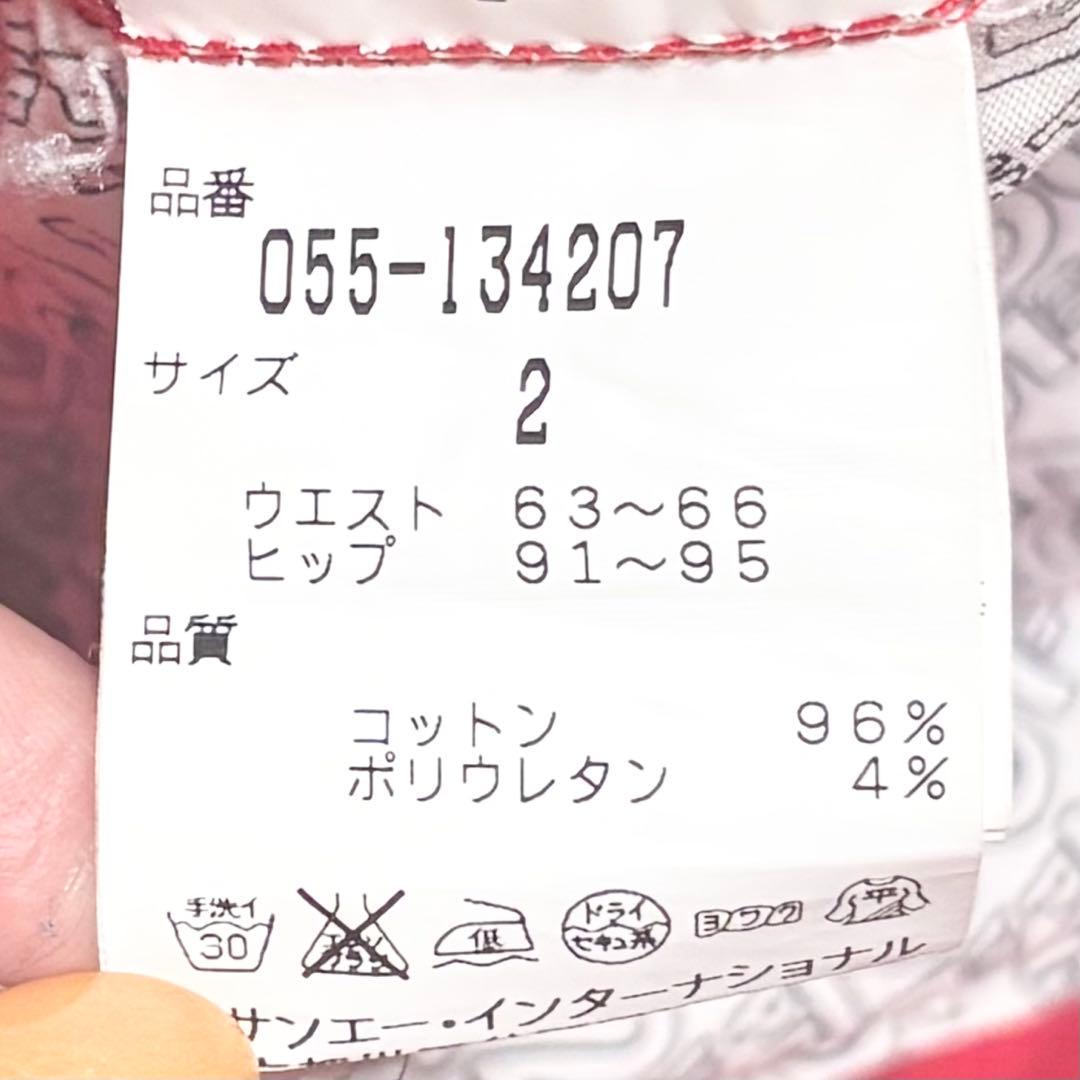 品番
055-134207
サイズ 2
ウエスト 63～66
ヒップ 91～95
品質
コットン 96%
ポリウレタン 4%
手洗イ 30
低
ドライ セキユ系
ヨワク
平
サンエー・インターナショナル